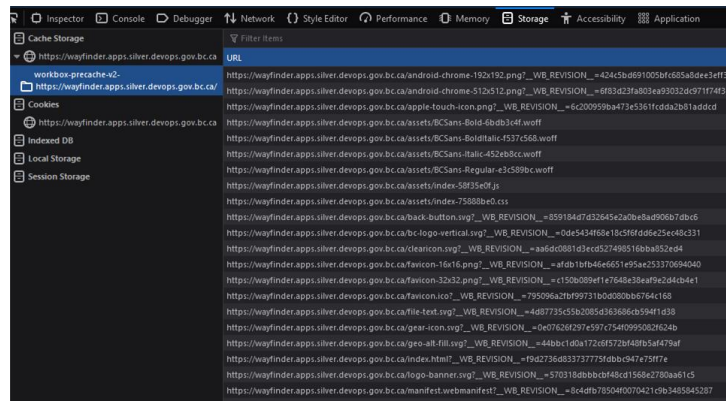 Inspector Console Debugger Network Style Editor Performance Memory Storage Accessibility Application
Cache Storage
https://wayfinder.apps.silver.devops.gov.bc.ca
workbox-precache-v2-
https://wayfinder.apps.silver.devops.gov.bc.ca/
Cookies
https://wayfinder.apps.silver.devops.gov.bc.ca
Indexed DB
Local Storage
Session Storage
Filter Items
URL
https://wayfinder.apps.silver.devops.gov.bc.ca/android-chrome-192x192.png?__WB_REVISION__=424c5bd691005bfc685a8dee3eff3
https://wayfinder.apps.silver.devops.gov.bc.ca/android-chrome-512x512.png?__WB_REVISION__=6f83d23fa803ea93032dc971f74f3
https://wayfinder.apps.silver.devops.gov.bc.ca/apple-touch-icon.png?__WB_REVISION__=6c200959ba473e5361fcdda2b81addcd
https://wayfinder.apps.silver.devops.gov.bc.ca/assets/BCSans-Bold-6bdb3c4f.woff
https://wayfinder.apps.silver.devops.gov.bc.ca/assets/BCSans-BoldItalic-f537c568.woff
https://wayfinder.apps.silver.devops.gov.bc.ca/assets/BCSans-Italic-452eb8cc.woff
https://wayfinder.apps.silver.devops.gov.bc.ca/assets/BCSans-Regular-e3c589bc.woff
https://wayfinder.apps.silver.devops.gov.bc.ca/assets/index-58f35e0f.js
https://wayfinder.apps.silver.devops.gov.bc.ca/assets/index-75888be0.css
https://wayfinder.apps.silver.devops.gov.bc.ca/back-button.svg?__WB_REVISION__=859184d7d32645e2a0be8ad906b7dbc6
https://wayfinder.apps.silver.devops.gov.bc.ca/bc-logo-vertical.svg?__WB_REVISION__=0de5434f68e18c5f6fdd6e25ec48c331
https://wayfinder.apps.silver.devops.gov.bc.ca/clearicon.svg?__WB_REVISION__=aa6dc0881d3ecd527498516bba852ed4
https://wayfinder.apps.silver.devops.gov.bc.ca/favicon-16x16.png?__WB_REVISION__=afdb1bfb46e6651e95ae253370694040
https://wayfinder.apps.silver.devops.gov.bc.ca/favicon-32x32.png?__WB_REVISION__=c150b089ef1e7648e38eaf9e2d4cb4e1
https://wayfinder.apps.silver.devops.gov.bc.ca/favicon.ico?__WB_REVISION__=795096a2fbf99731b0d080bb6764c168
https://wayfinder.apps.silver.devops.gov.bc.ca/file-text.svg?__WB_REVISION__=4d87735c55b2085d363686cb594f1d38
https://wayfinder.apps.silver.devops.gov.bc.ca/gear-icon.svg?__WB_REVISION__=0e07626f297e597c754f0995082f624b
https://wayfinder.apps.silver.devops.gov.bc.ca/geo-alt-fill.svg?__WB_REVISION__=44bbc1d0a172c6f572bf48fb5af479af
https://wayfinder.apps.silver.devops.gov.bc.ca/index.html?__WB_REVISION__=f9d2736d833737775fdbbc947e75ff7e
https://wayfinder.apps.silver.devops.gov.bc.ca/logo-banner.svg?__WB_REVISION__=570318dbbbcbf48cd1568e2780aa61c5
https://wayfinder.apps.silver.devops.gov.bc.ca/manifest.webmanifest?__WB_REVISION__=8c4dfb78504f0070421c9b3485845287